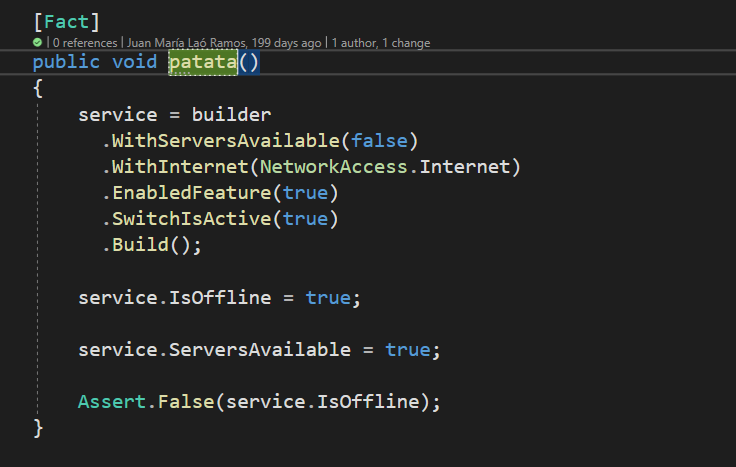 [Fact]
| 0 references | Juan María Laó Ramos, 199 days ago | 1 author, 1 change
public void patata()
{
service = builder
.WithServersAvailable(false)
.WithInternet(NetworkAccess.Internet)
.EnabledFeature(true)
.SwitchIsActive(true)
.Build();
service.IsOffline = true;
service.ServersAvailable = true;
Assert.False(service.IsOffline);
}